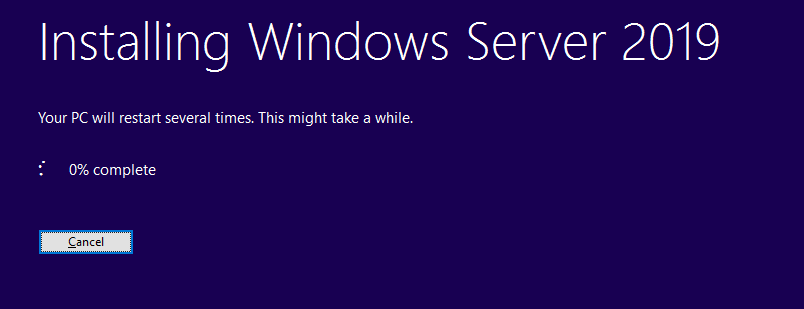 Installing Windows Server 2019
Your PC will restart several times. This might take a while.
0% complete
Cancel